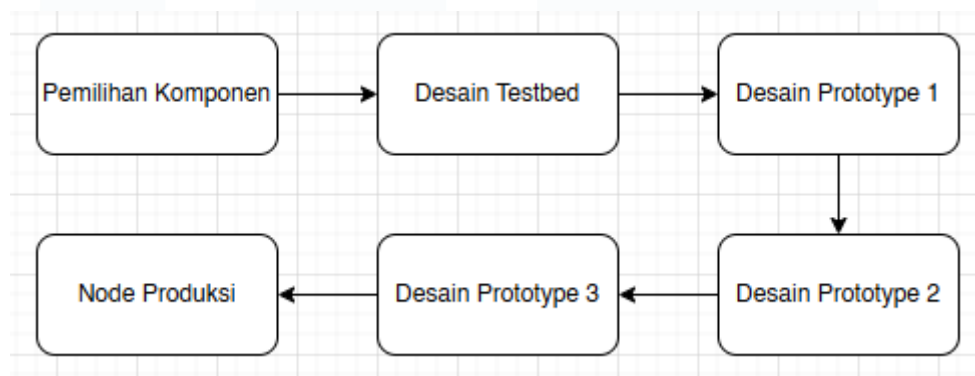 Pemilihan Komponen
Desain Testbed
Desain Prototype 1
Desain Prototype 2
Desain Prototype 3
Node Produksi